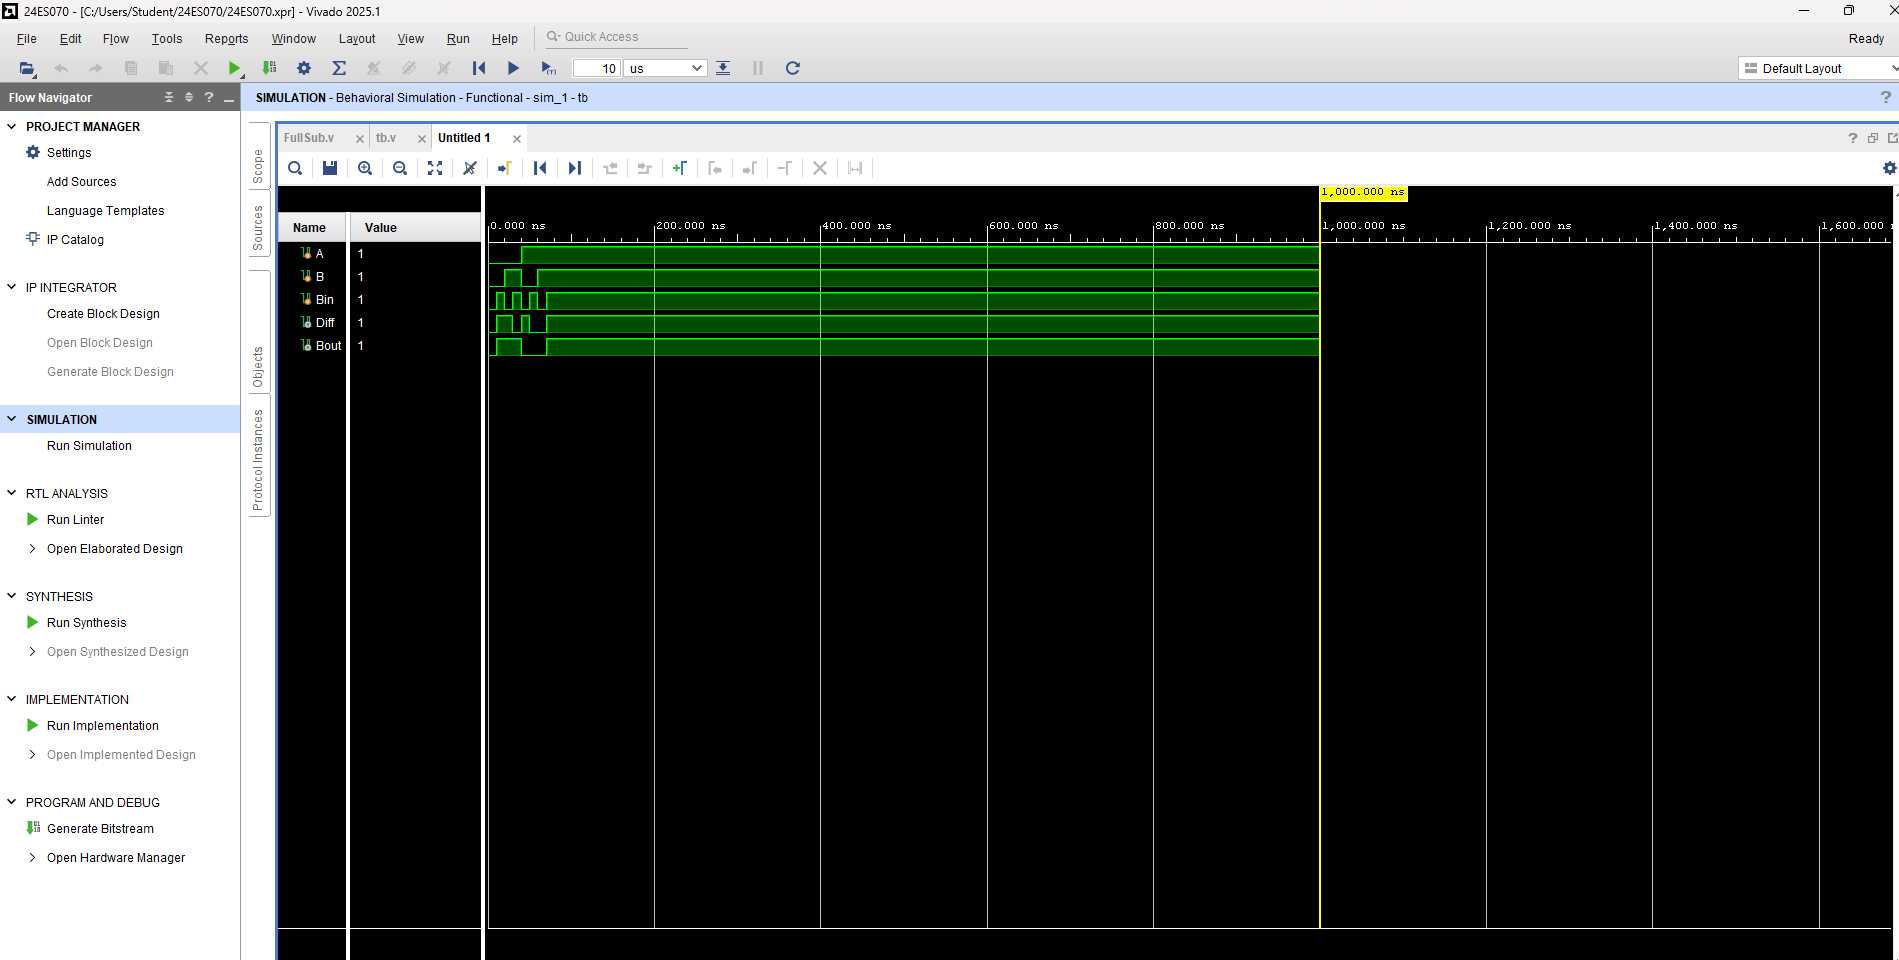 24ES070 - [C:/Users/Student/24ES070/24ES070.xpr] - Vivado 2025.1
File Edit Flow Tools Reports Window Layout View Run Help Quick Access Ready
10 us Default Layout
Flow Navigator
SIMULATION - Behavioral Simulation - Functional - sim_1 - tb
PROJECT MANAGER
Settings
Add Sources
Language Templates
IP Catalog
IP INTEGRATOR
Create Block Design
Open Block Design
Generate Block Design
SIMULATION
Run Simulation
RTL ANALYSIS
Run Linter
Open Elaborated Design
SYNTHESIS
Run Synthesis
Open Synthesized Design
IMPLEMENTATION
Run Implementation
Open Implemented Design
PROGRAM AND DEBUG
Generate Bitstream
Open Hardware Manager
Scope
Sources
Objects
Protocol Instances
FullSub.v tb.v Untitled 1
1,000.000 ns
Name Value
0.000 ns 200.000 ns 400.000 ns 600.000 ns 800.000 ns 1,000.000 ns 1,200.000 ns 1,400.000 ns 1,600.000
A 1
B 1
Bin 1
Diff 1
Bout 1